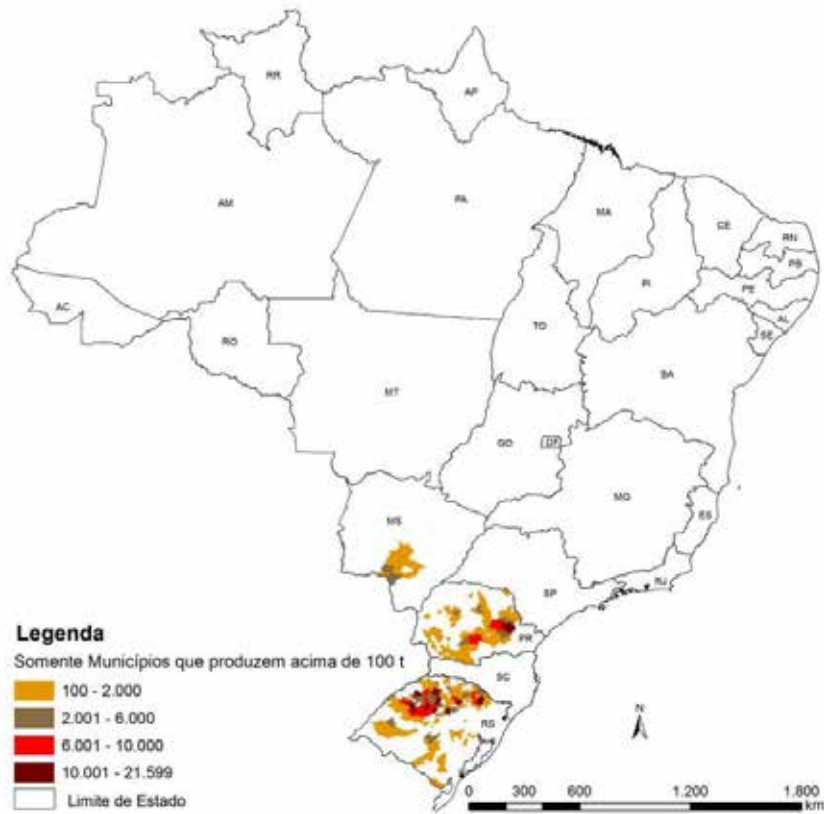 RR
AP
AM
PA
MA
CE
RN
PB
PE
AL
SE
PI
AC
RO
TO
BA
MT
GO
DF
MG
ES
MS
SP
RJ
PR
SC
RS
N
Legenda
Somente Municípios que produzem acima de 100 t
100 - 2.000
2.001 - 6.000
6.001 - 10.000
10.001 - 21.599
Limite de Estado
0 300 600 1.200 1.800
km